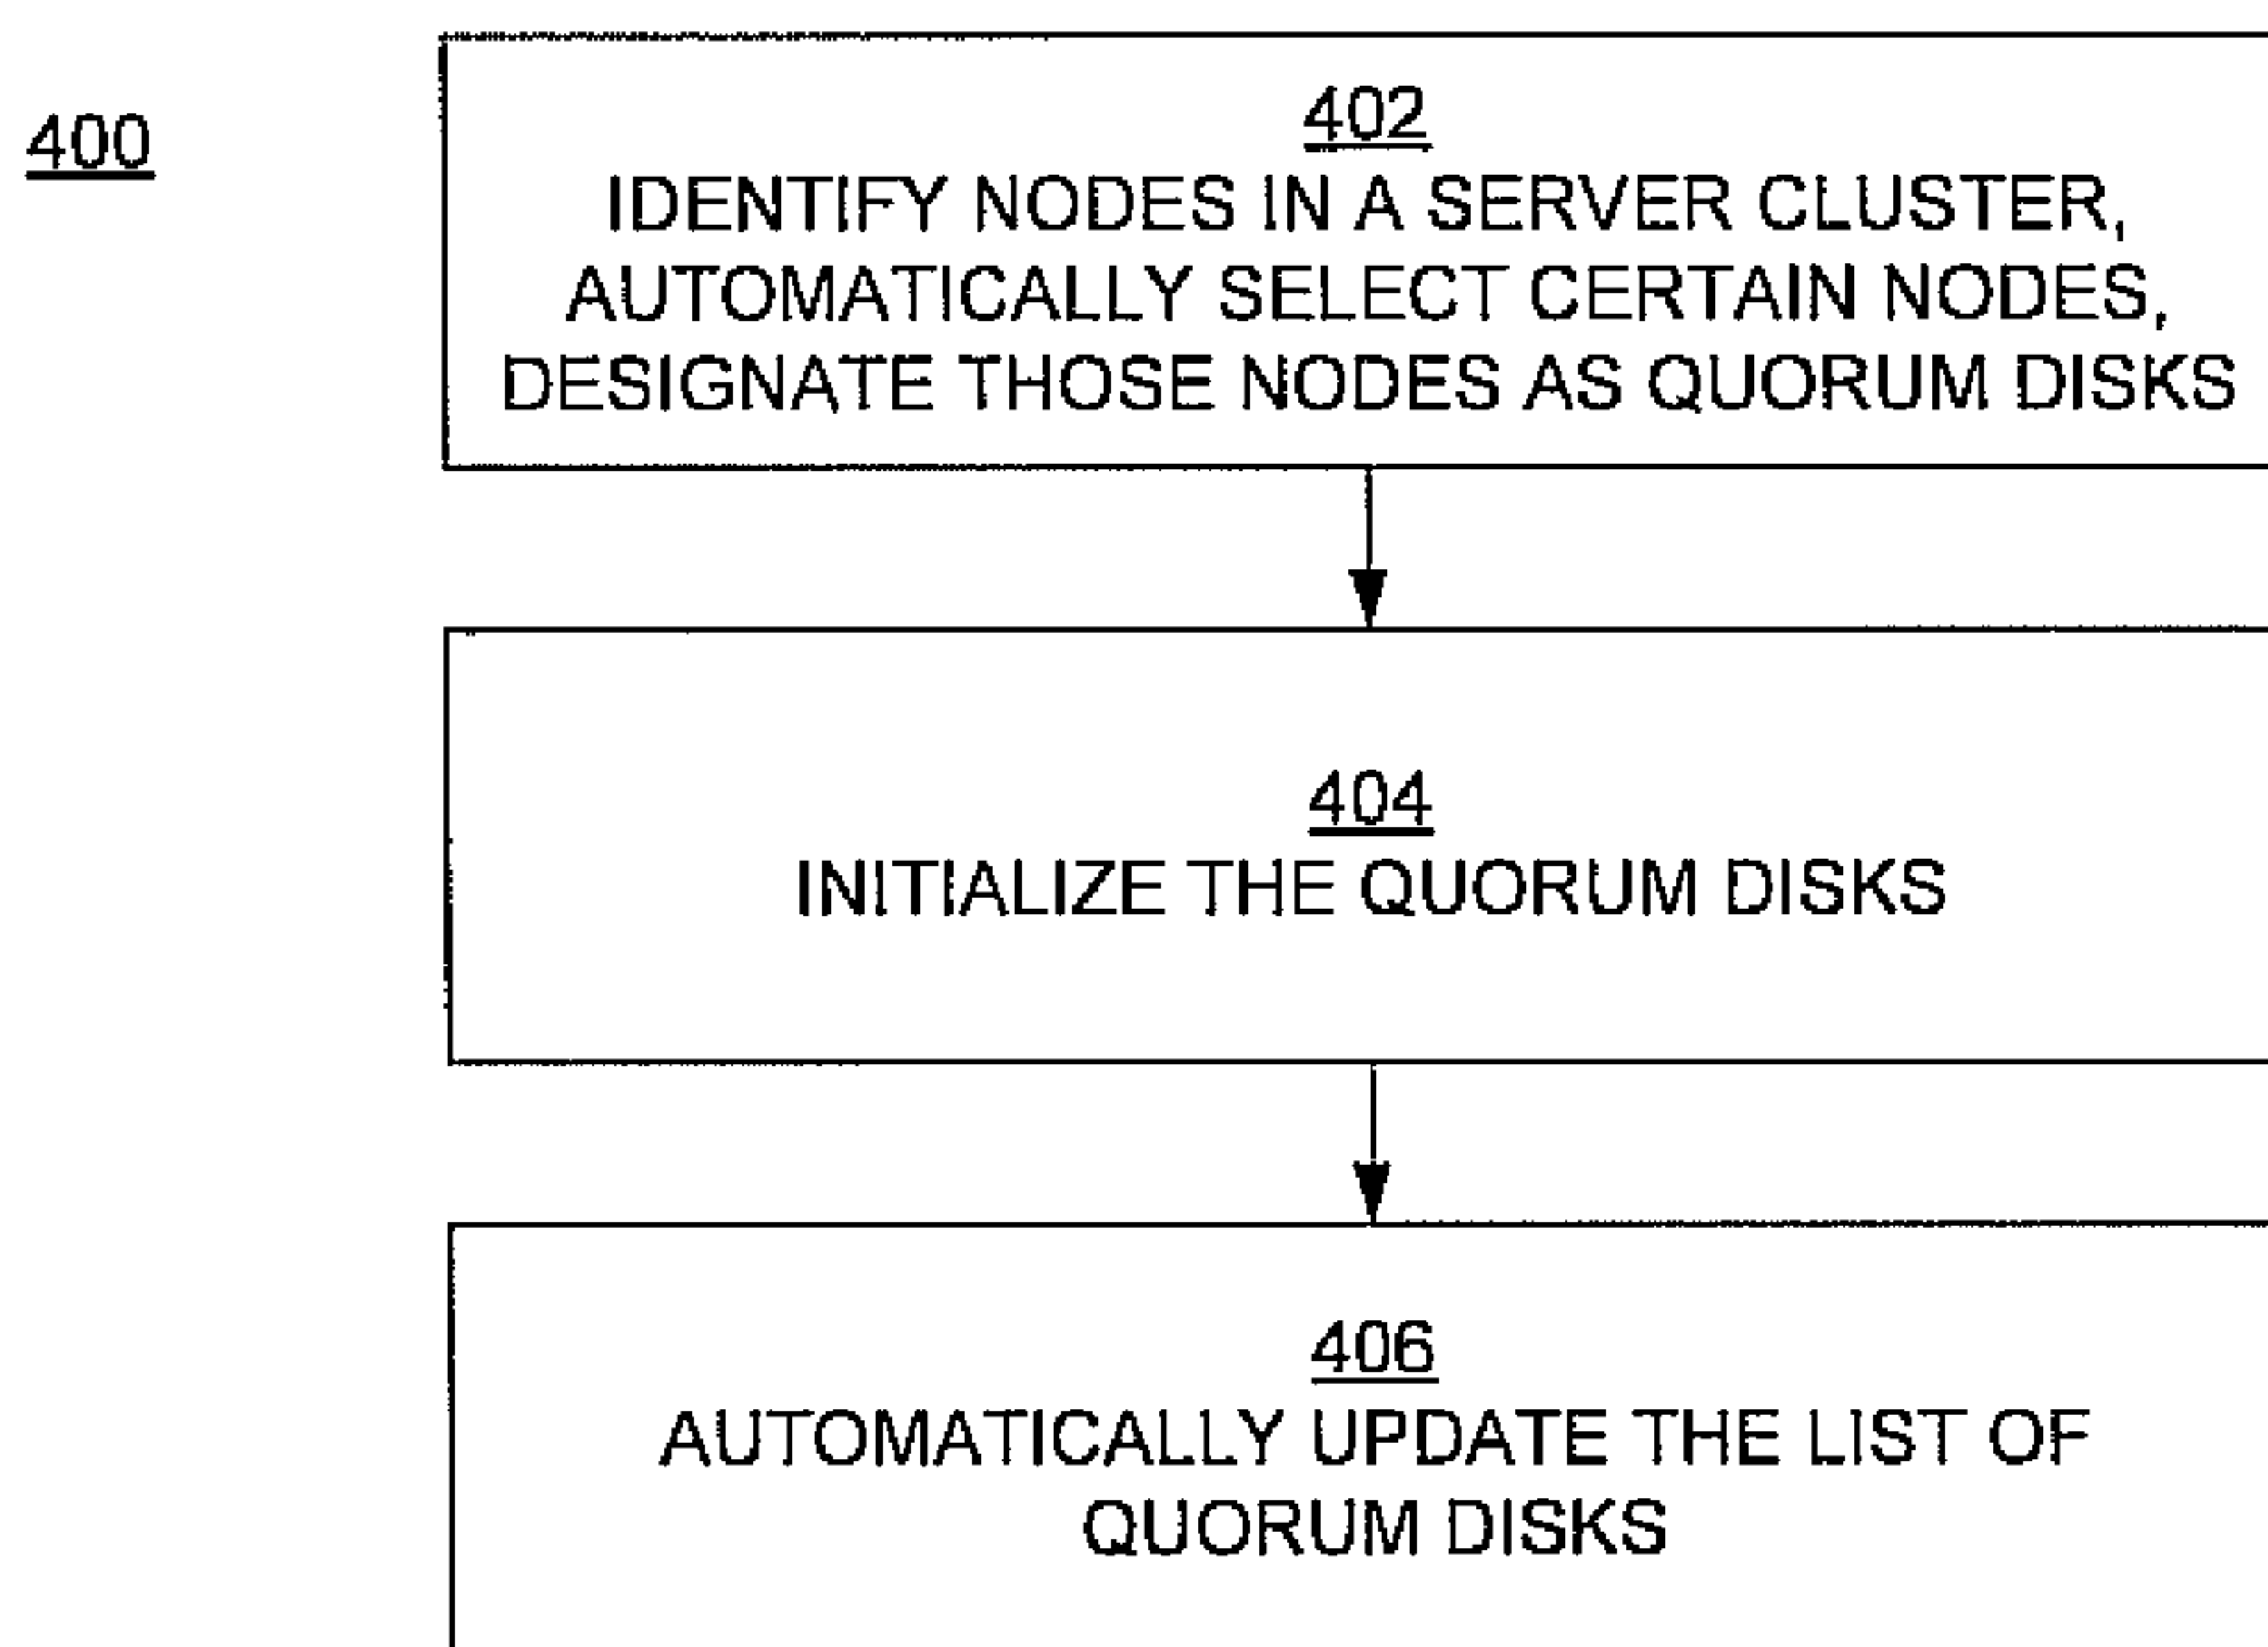 400
402
IDENTIFY NODES IN A SERVER CLUSTER,
AUTOMATICALLY SELECT CERTAIN NODES,
DESIGNATE THOSE NODES AS QUORUM DISKS
404
INITIALIZE THE QUORUM DISKS
406
AUTOMATICALLY UPDATE THE LIST OF
QUORUM DISKS